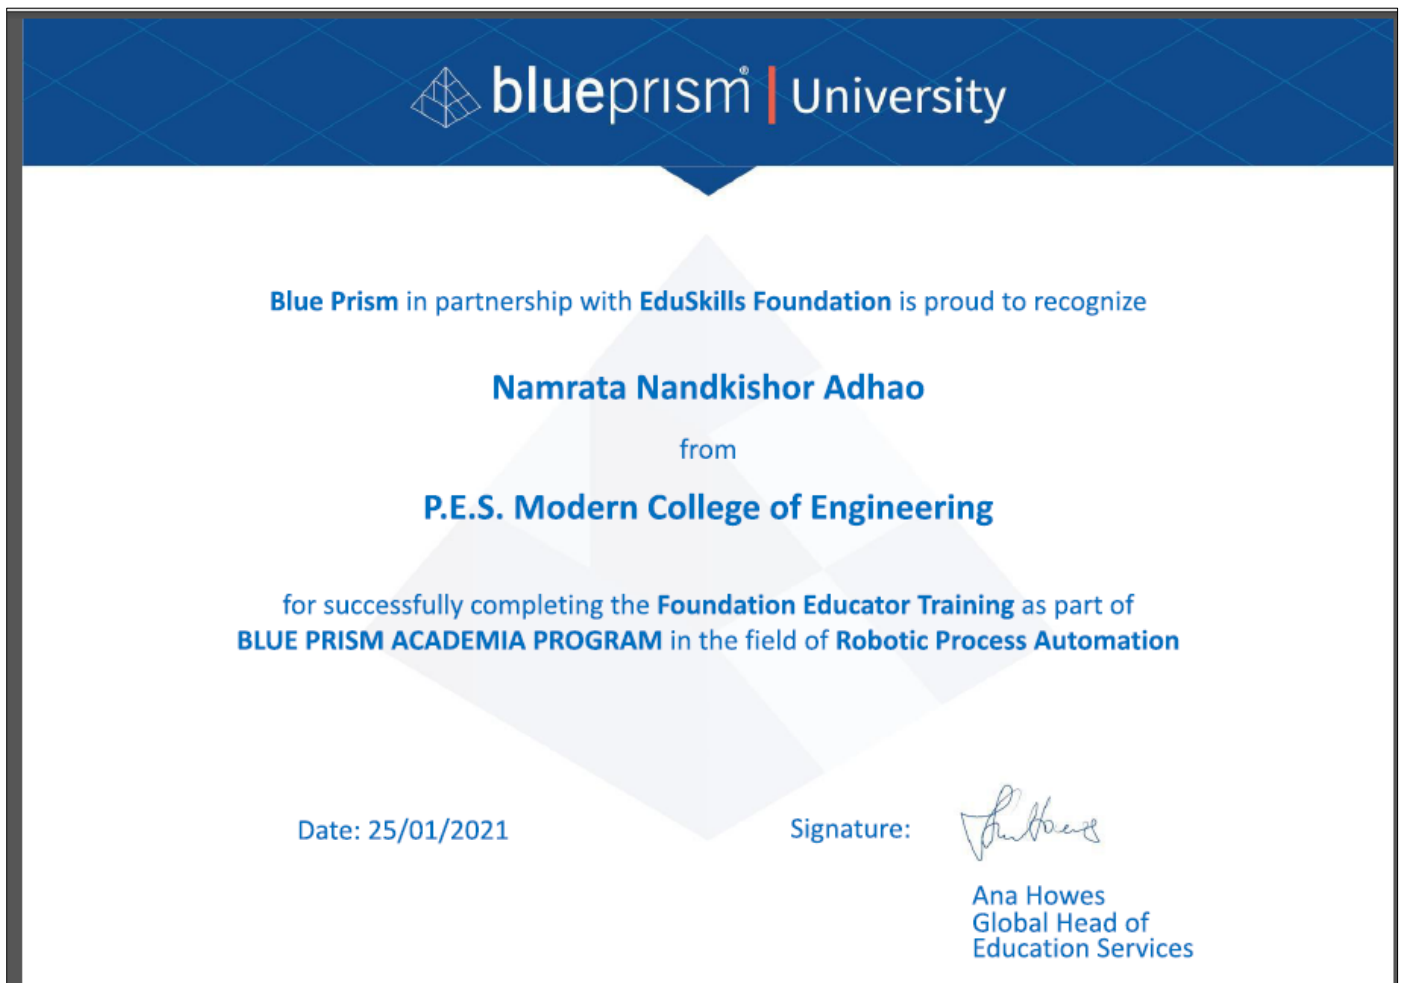 blueprism® | University
Blue Prism in partnership with EduSkills Foundation is proud to recognize
Namrata Nandkishor Adhao
from
P.E.S. Modern College of Engineering
for successfully completing the Foundation Educator Training as part of
BLUE PRISM ACADEMIA PROGRAM in the field of Robotic Process Automation
Date: 25/01/2021
Signature:
Ana Howes
Global Head of
Education Services